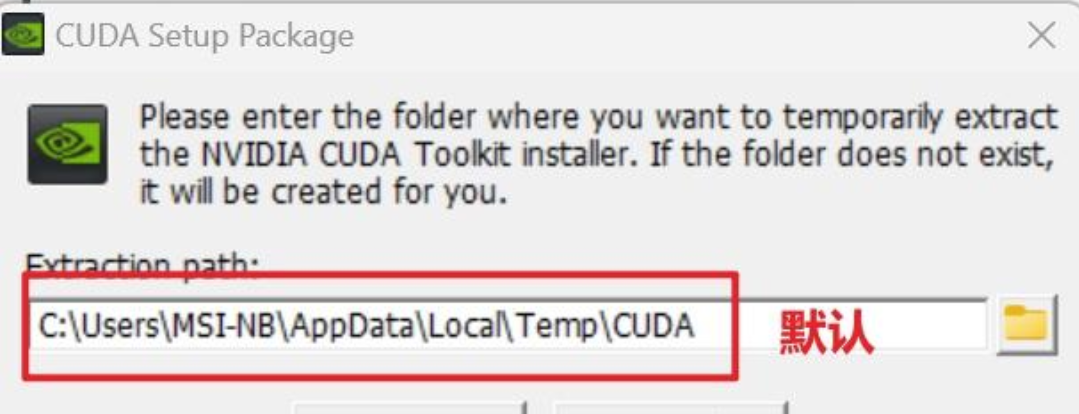 CUDA Setup Package
Please enter the folder where you want to temporarily extract
the NVIDIA CUDA Toolkit installer. If the folder does not exist,
it will be created for you.
Extraction path:
C:\Users\MSI-NB\AppData\Local\Temp\CUDA 默认